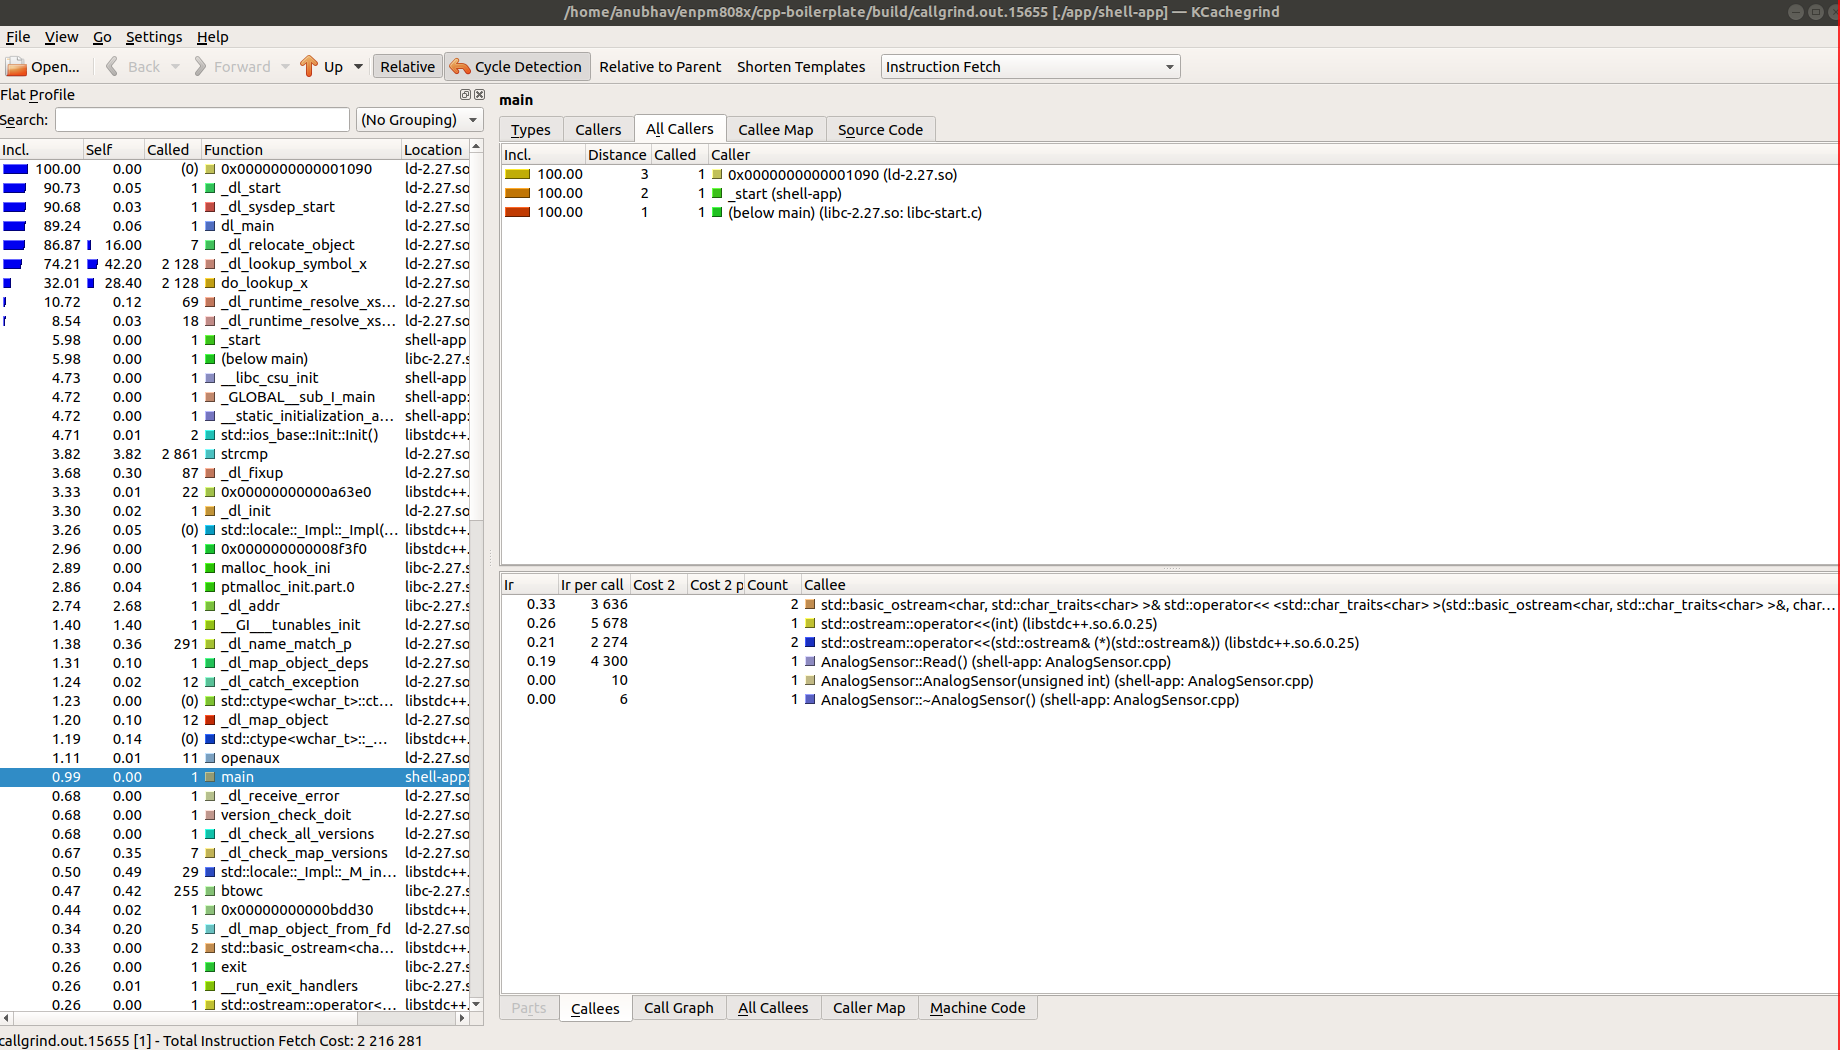 /home/anubhav/enpm808x/cpp-boilerplate/build/callgrind.out.15655 [./app/shell-app] — KCachegrind
File View Go Settings Help
Open... Back Forward Up Relative Cycle Detection Relative to Parent Shorten Templates Instruction Fetch
Flat Profile
Search: (No Grouping)
Incl. Self Called Function Location
100.00 0.00 (0) 0x0000000000001090 ld-2.27.so
90.73 0.05 1 _dl_start ld-2.27.so
90.68 0.03 1 _dl_sysdep_start ld-2.27.so
89.24 0.06 1 dl_main ld-2.27.so
86.87 16.00 7 _dl_relocate_object ld-2.27.so
74.21 42.20 2 128 _dl_lookup_symbol_x ld-2.27.so
32.01 28.40 2 128 do_lookup_x ld-2.27.so
10.72 0.12 69 _dl_runtime_resolve_xs... ld-2.27.so
8.54 0.03 18 _dl_runtime_resolve_xs... ld-2.27.so
5.98 0.00 1 _start shell-app
5.98 0.00 1 (below main) libc-2.27.s
4.73 0.00 1 __libc_csu_init shell-app
4.72 0.00 1 _GLOBAL__sub_I_main shell-app:
4.72 0.00 1 __static_initialization_a... shell-app:
4.71 0.01 2 std::ios_base::Init::Init() libstdc++.
3.82 3.82 2 861 strcmp ld-2.27.so
3.68 0.30 87 _dl_fixup ld-2.27.so
3.33 0.01 22 0x00000000000a63e0 libstdc++.
3.30 0.02 1 _dl_init ld-2.27.so
3.26 0.05 (0) std::locale::_Impl::_Impl(... libstdc++.
2.96 0.00 1 0x000000000008f3f0 libstdc++.
2.89 0.00 1 malloc_hook_ini libc-2.27.s
2.86 0.04 1 ptmalloc_init.part.0 libc-2.27.s
2.74 2.68 1 _dl_addr libc-2.27.s
1.40 1.40 1 __GI___tunables_init ld-2.27.so
1.38 0.36 291 _dl_name_match_p ld-2.27.so
1.31 0.10 1 _dl_map_object_deps ld-2.27.so
1.24 0.02 12 _dl_catch_exception ld-2.27.so
1.23 0.00 (0) std::ctype<wchar_t>::ct... libstdc++.
1.20 0.10 12 _dl_map_object ld-2.27.so
1.19 0.14 (0) std::ctype<wchar_t>::_... libstdc++.
1.11 0.01 11 openaux ld-2.27.so
0.99 0.00 1 main shell-app:
0.68 0.00 1 _dl_receive_error ld-2.27.so
0.68 0.00 1 version_check_doit ld-2.27.so
0.68 0.00 1 _dl_check_all_versions ld-2.27.so
0.67 0.35 7 _dl_check_map_versions ld-2.27.so
0.50 0.49 29 std::locale::_Impl::_M_in... libstdc++.
0.47 0.42 255 btowc libc-2.27.s
0.44 0.02 1 0x00000000000bdd30 libstdc++.
0.34 0.20 5 _dl_map_object_from_fd ld-2.27.so
0.33 0.00 2 std::basic_ostream<cha... libstdc++.
0.26 0.00 1 exit libc-2.27.s
0.26 0.01 1 __run_exit_handlers libc-2.27.s
0.26 0.00 1 std::ostream::operator<... libstdc++.
main
Types Callers All Callers Callee Map Source Code
Incl. Distance Called Caller
100.00 3 1 0x0000000000001090 (ld-2.27.so)
100.00 2 1 _start (shell-app)
100.00 1 1 (below main) (libc-2.27.so: libc-start.c)
Ir Ir per call Cost 2 Cost 2 p Count Callee
0.33 3 636 2 std::basic_ostream<char, std::char_traits<char> >& std::operator<< <std::char_traits<char> >(std::basic_ostream<char, std::char_traits<char> >&, char...
0.26 5 678 1 std::ostream::operator<<(int) (libstdc++.so.6.0.25)
0.21 2 274 2 std::ostream::operator<<(std::ostream& (*)(std::ostream&)) (libstdc++.so.6.0.25)
0.19 4 300 1 AnalogSensor::Read() (shell-app: AnalogSensor.cpp)
0.00 10 1 AnalogSensor::AnalogSensor(unsigned int) (shell-app: AnalogSensor.cpp)
0.00 6 1 AnalogSensor::~AnalogSensor() (shell-app: AnalogSensor.cpp)
Parts Callees Call Graph All Callees Caller Map Machine Code
callgrind.out.15655 [1] - Total Instruction Fetch Cost: 2 216 281